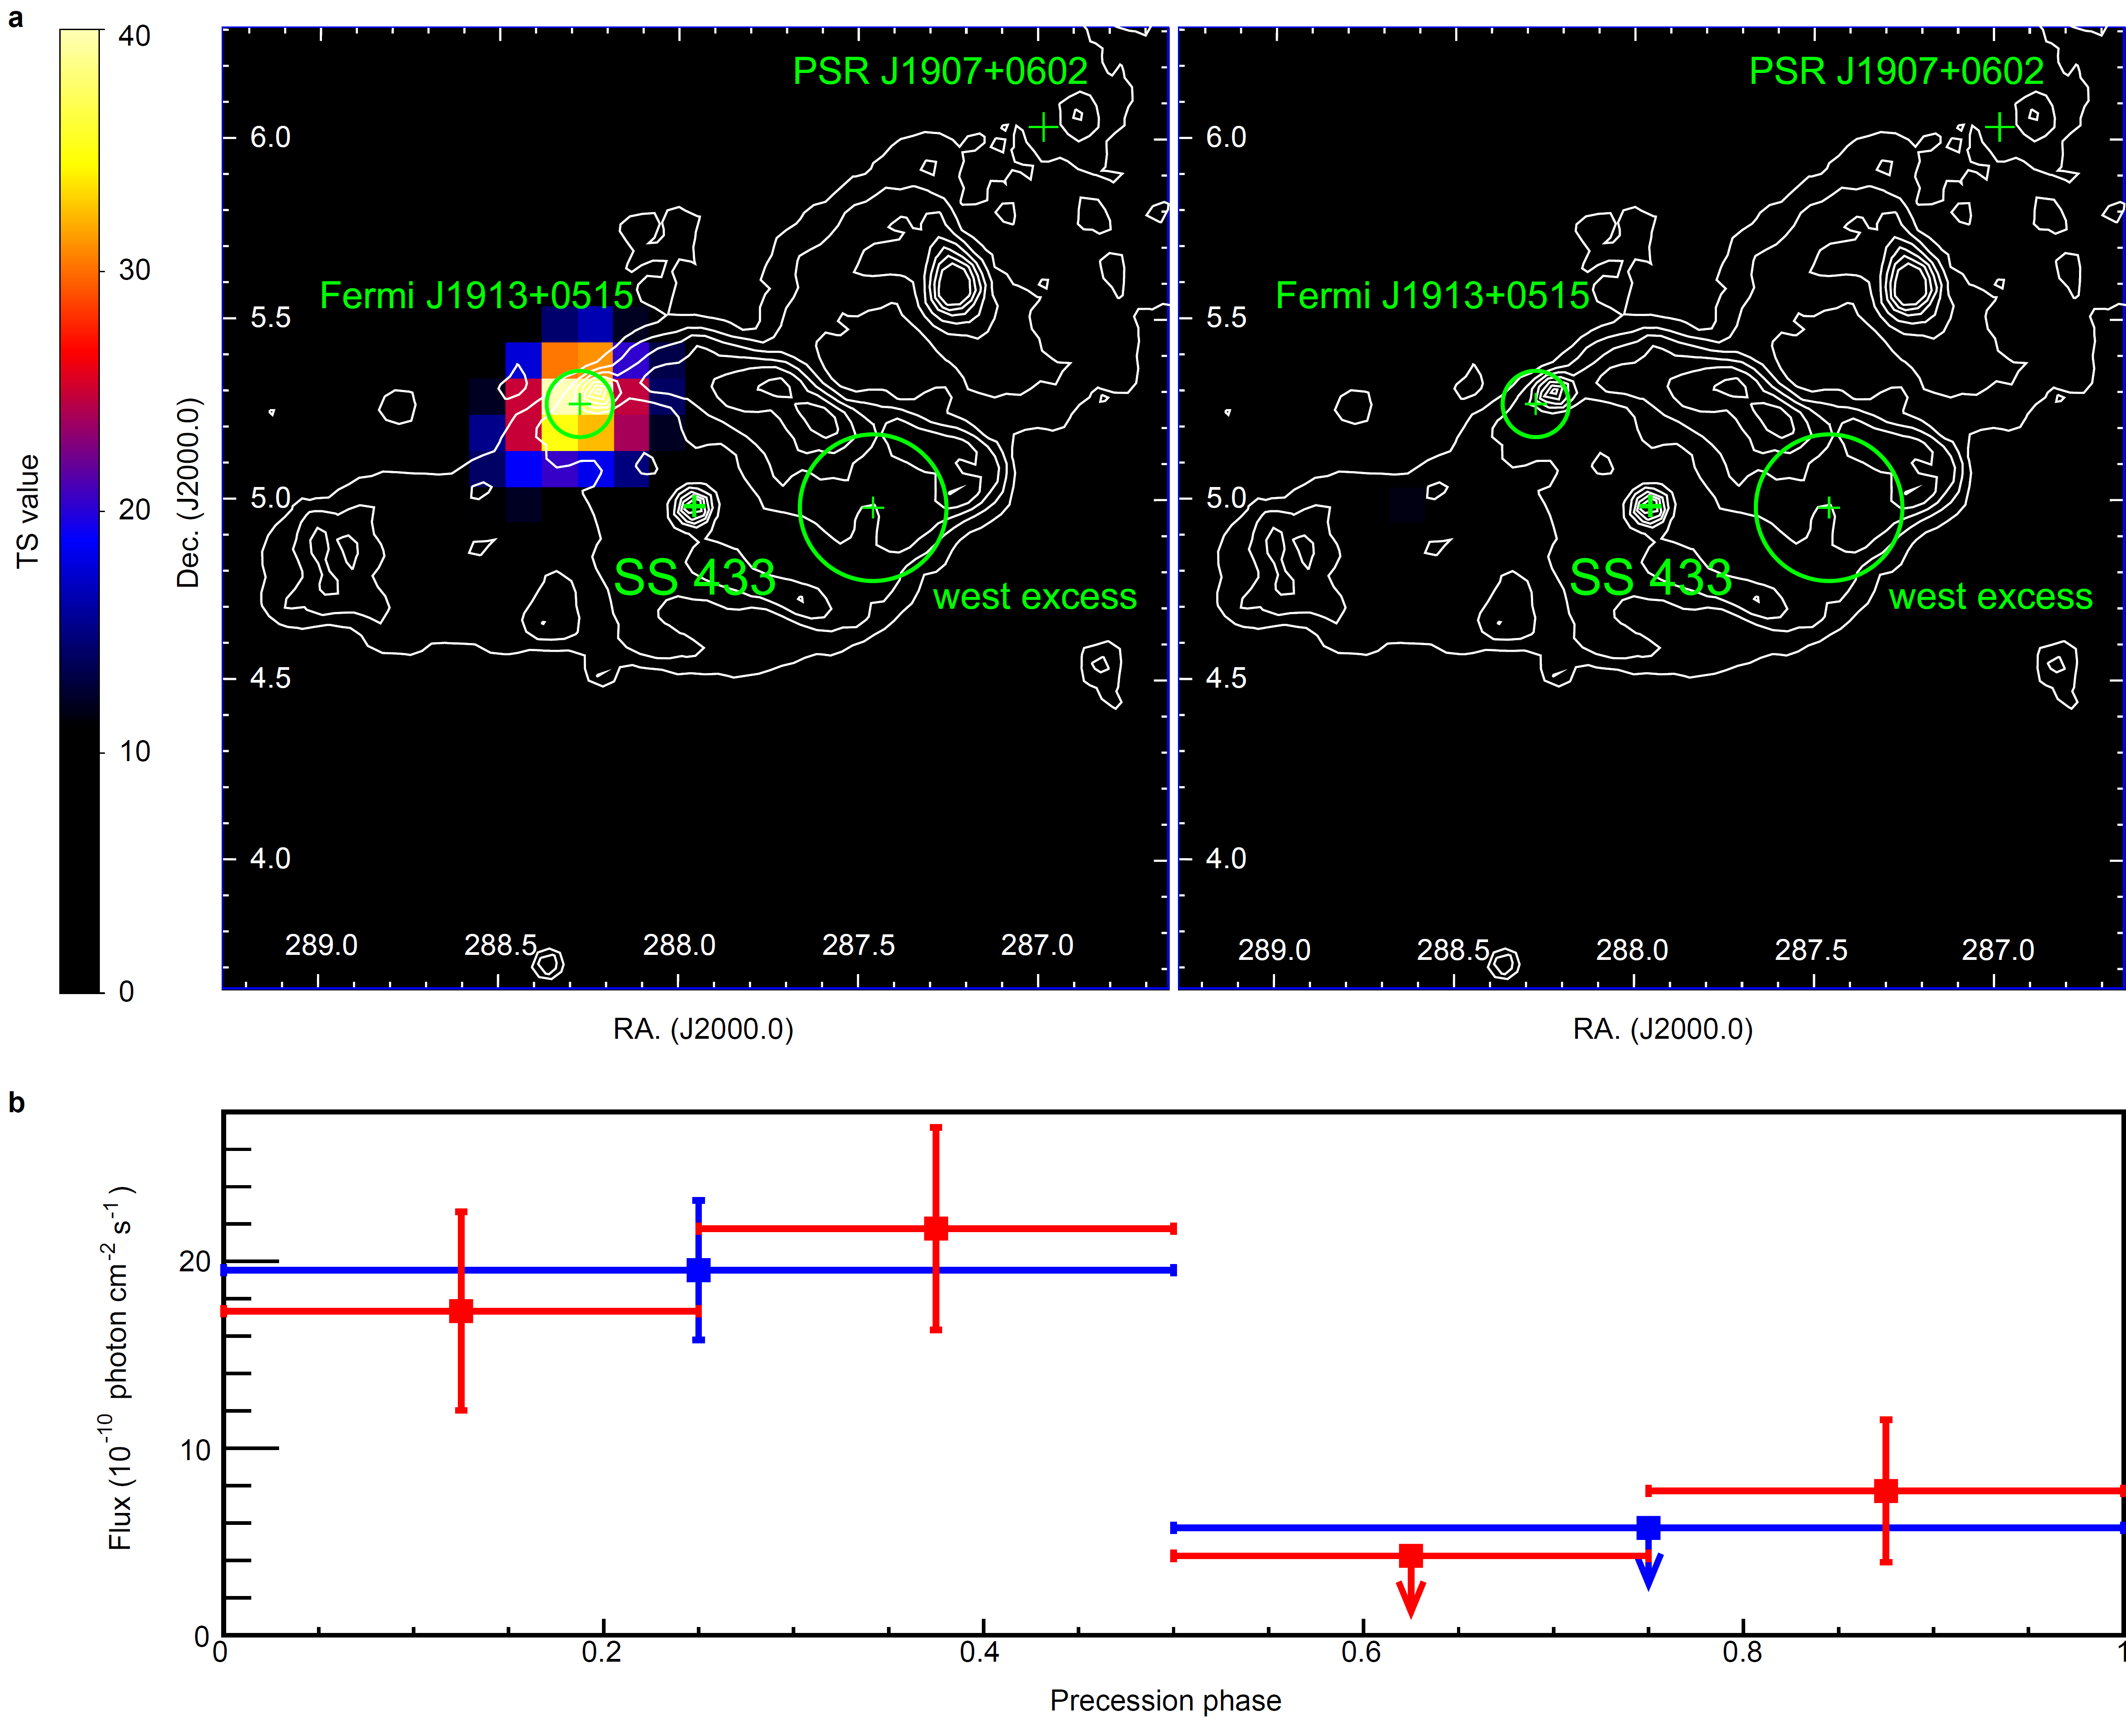 a
40
30
20
10
0
TS value
Dec. (J2000.0)
6.0
5.5
5.0
4.5
4.0
PSR J1907+0602
Fermi J1913+0515
SS 433
west excess
289.0 288.5 288.0 287.5 287.0
RA. (J2000.0)
6.0
5.5
5.0
4.5
4.0
PSR J1907+0602
Fermi J1913+0515
SS 433
west excess
289.0 288.5 288.0 287.5 287.0
RA. (J2000.0)
b
Flux (10⁻¹⁰ photon cm⁻² s⁻¹)
20
10
0
0 0.2 0.4 0.6 0.8 1
Precession phase